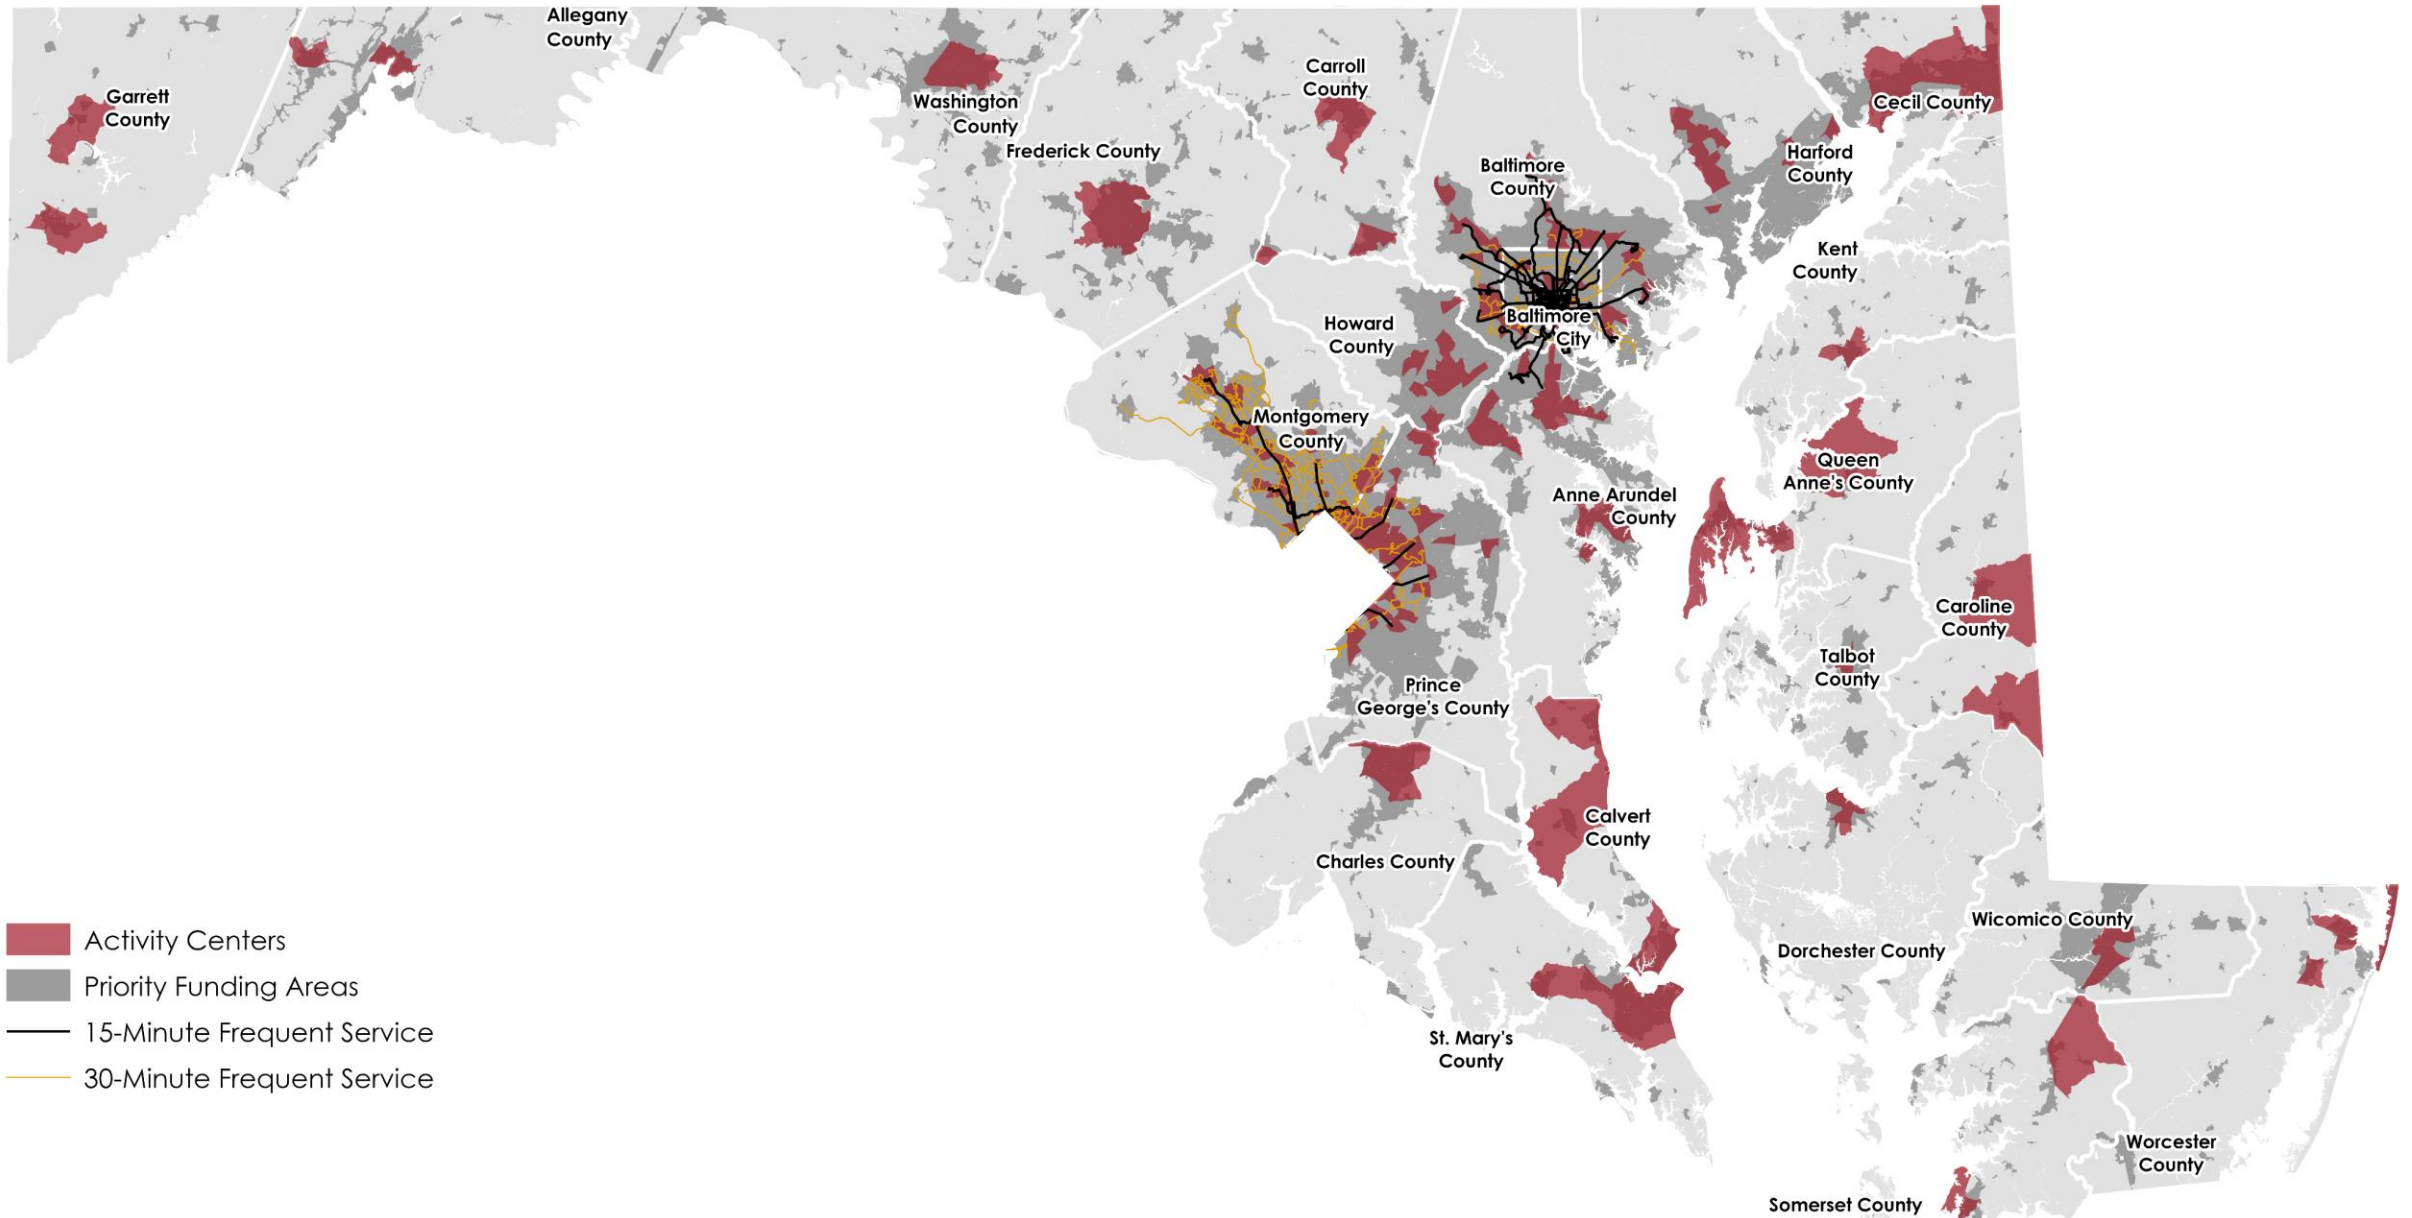 Allegany
County
Garrett
County
Washington
County
Frederick County
Carroll
County
Baltimore
County
Cecil County
Harford
County
Kent
County
Howard
County
Baltimore
City
Montgomery
County
Queen
Anne's County
Anne Arundel
County
Caroline
County
Talbot
County
Prince
George's County
Calvert
County
Charles County
Wicomico County
Dorchester County
St. Mary's
County
Worcester
County
Somerset County
Activity Centers
Priority Funding Areas
15-Minute Frequent Service
30-Minute Frequent Service